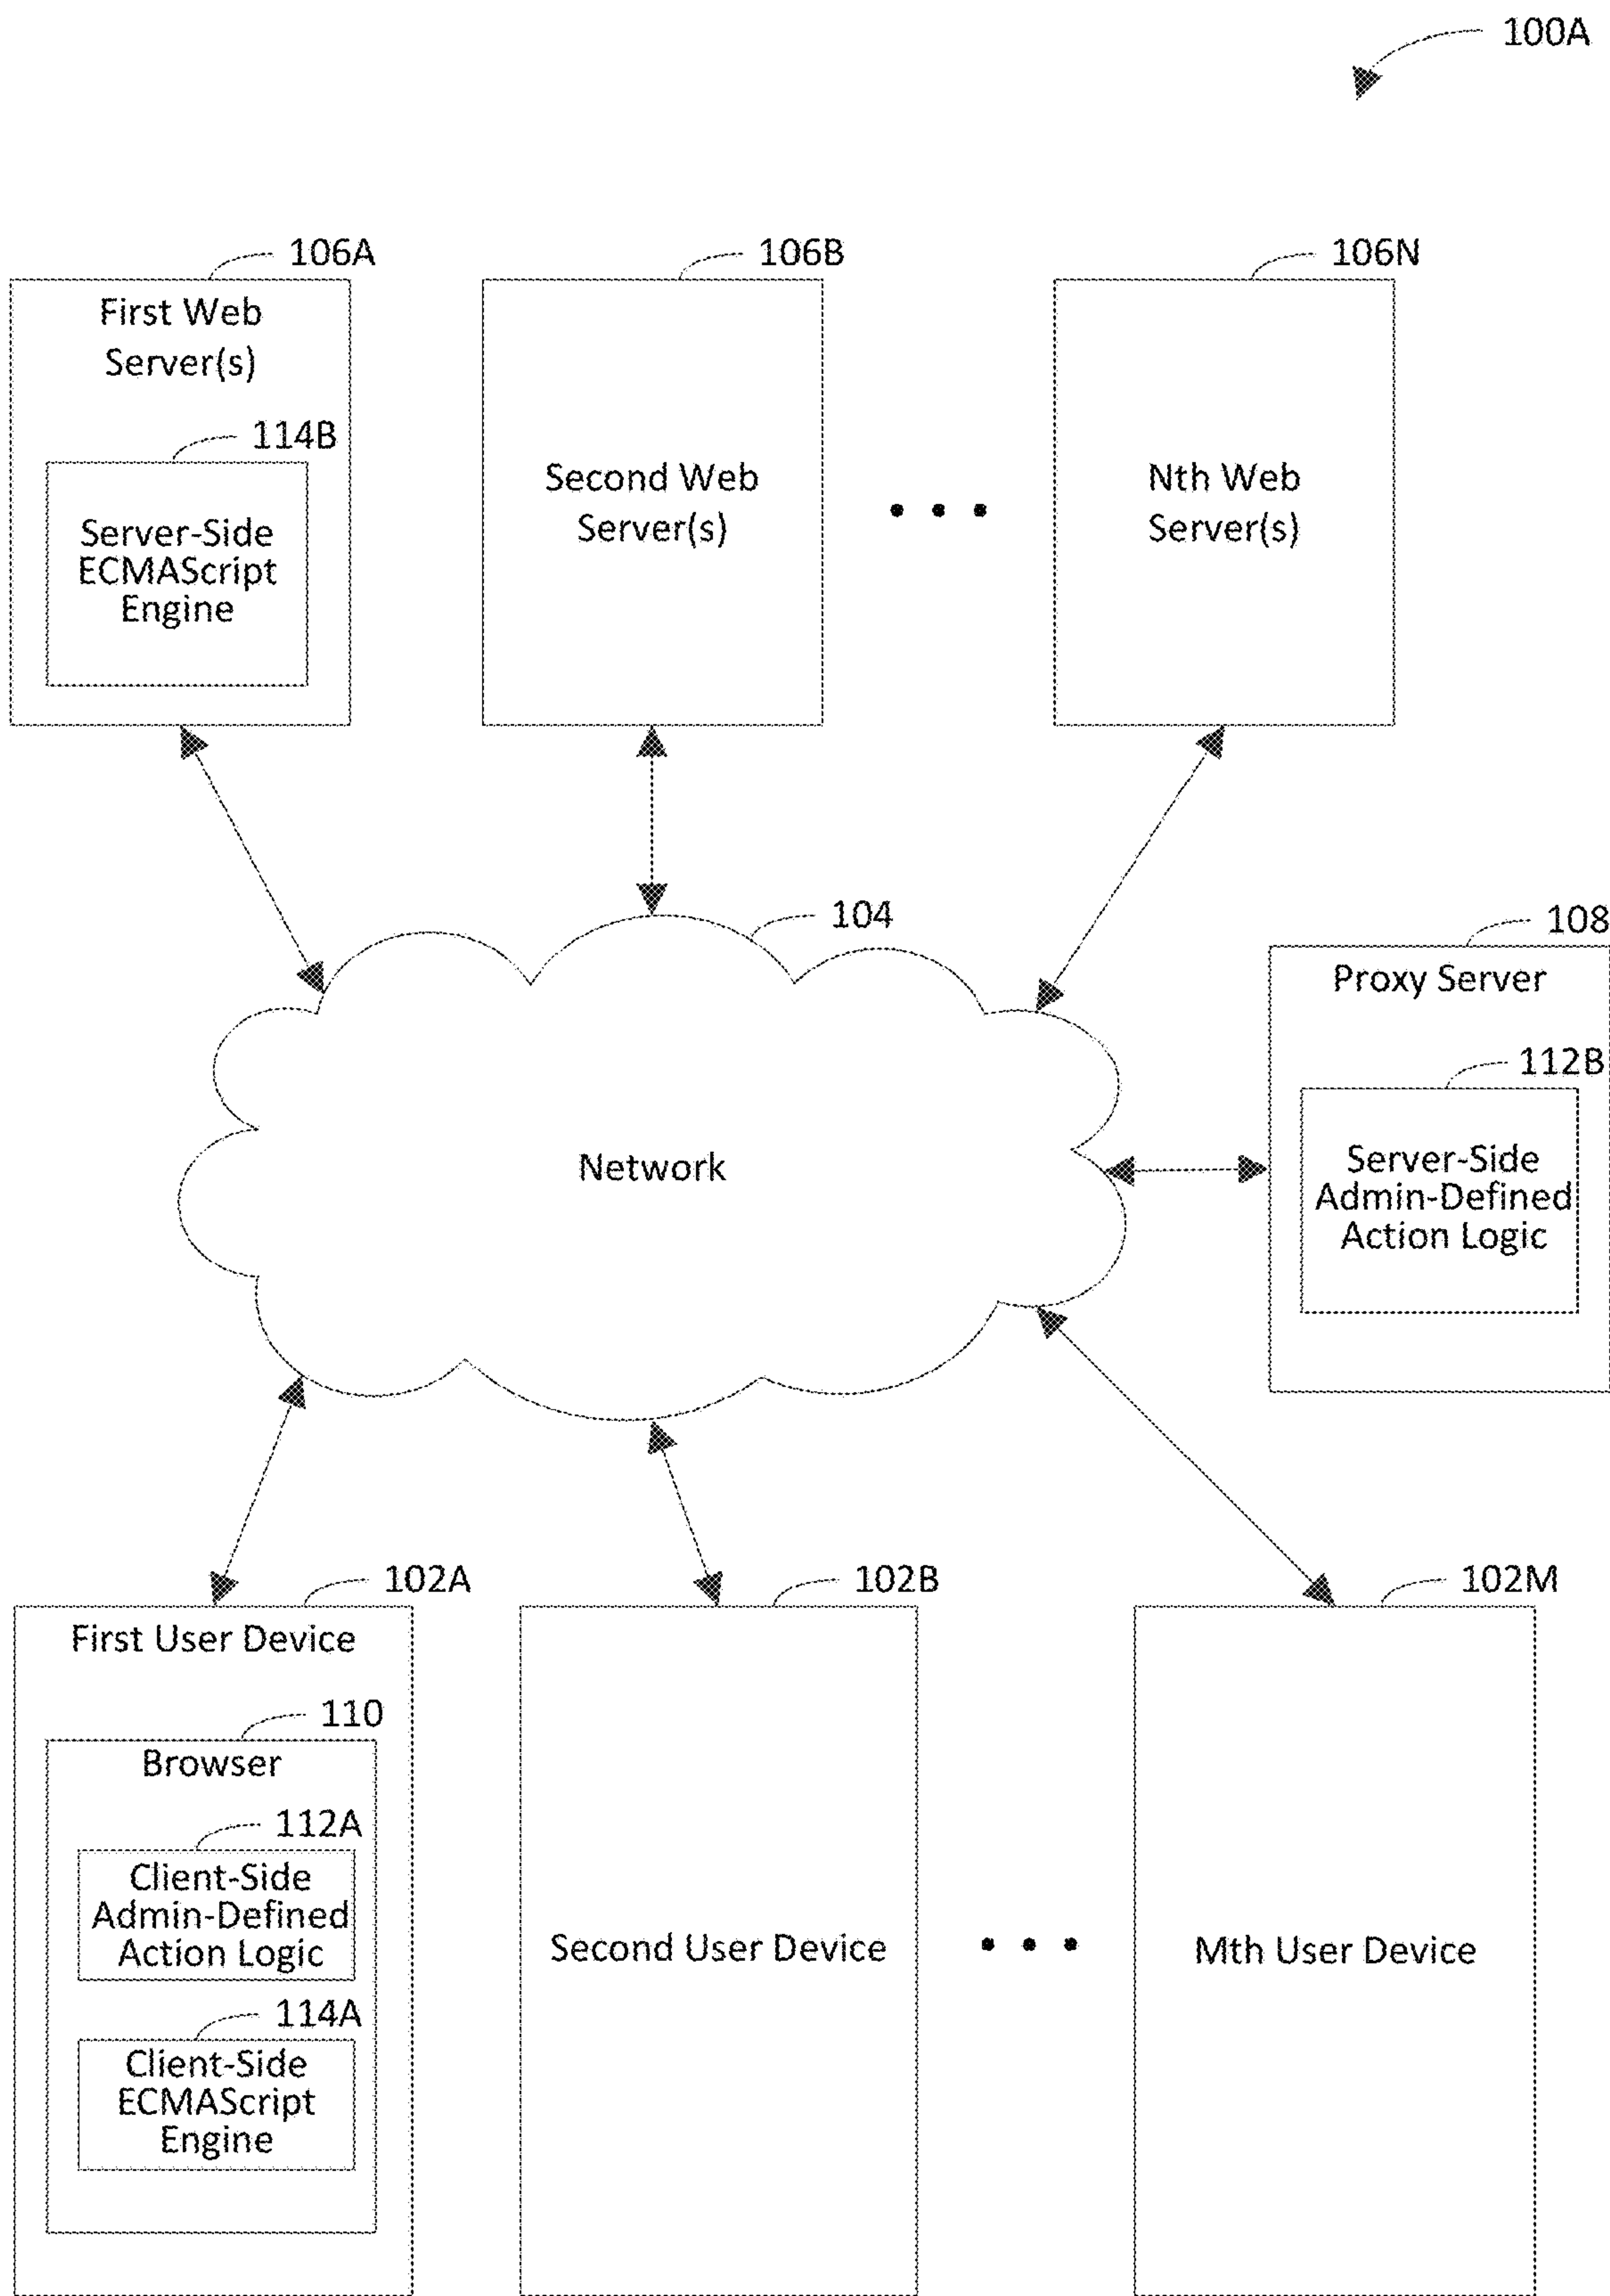 100A
106A
First Web
Server(s)
114B
Server-Side
ECMAScript
Engine
106B
Second Web
Server(s)
106N
Nth Web
Server(s)
104
Network
108
Proxy Server
112B
Server-Side
Admin-Defined
Action Logic
102A
First User Device
110
Browser
112A
Client-Side
Admin-Defined
Action Logic
114A
Client-Side
ECMAScript
Engine
102B
Second User Device
102M
Mth User Device